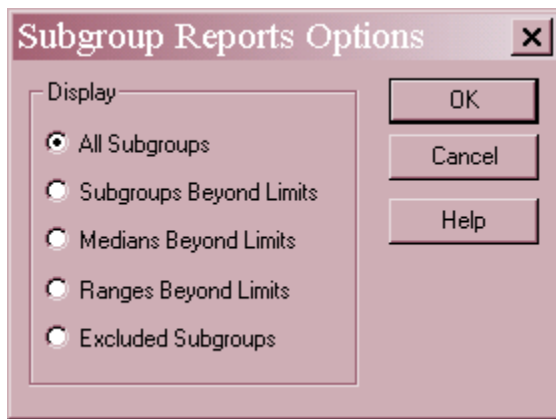 Subgroup Reports Options
Display
All Subgroups
Subgroups Beyond Limits
Medians Beyond Limits
Ranges Beyond Limits
Excluded Subgroups
OK
Cancel
Help